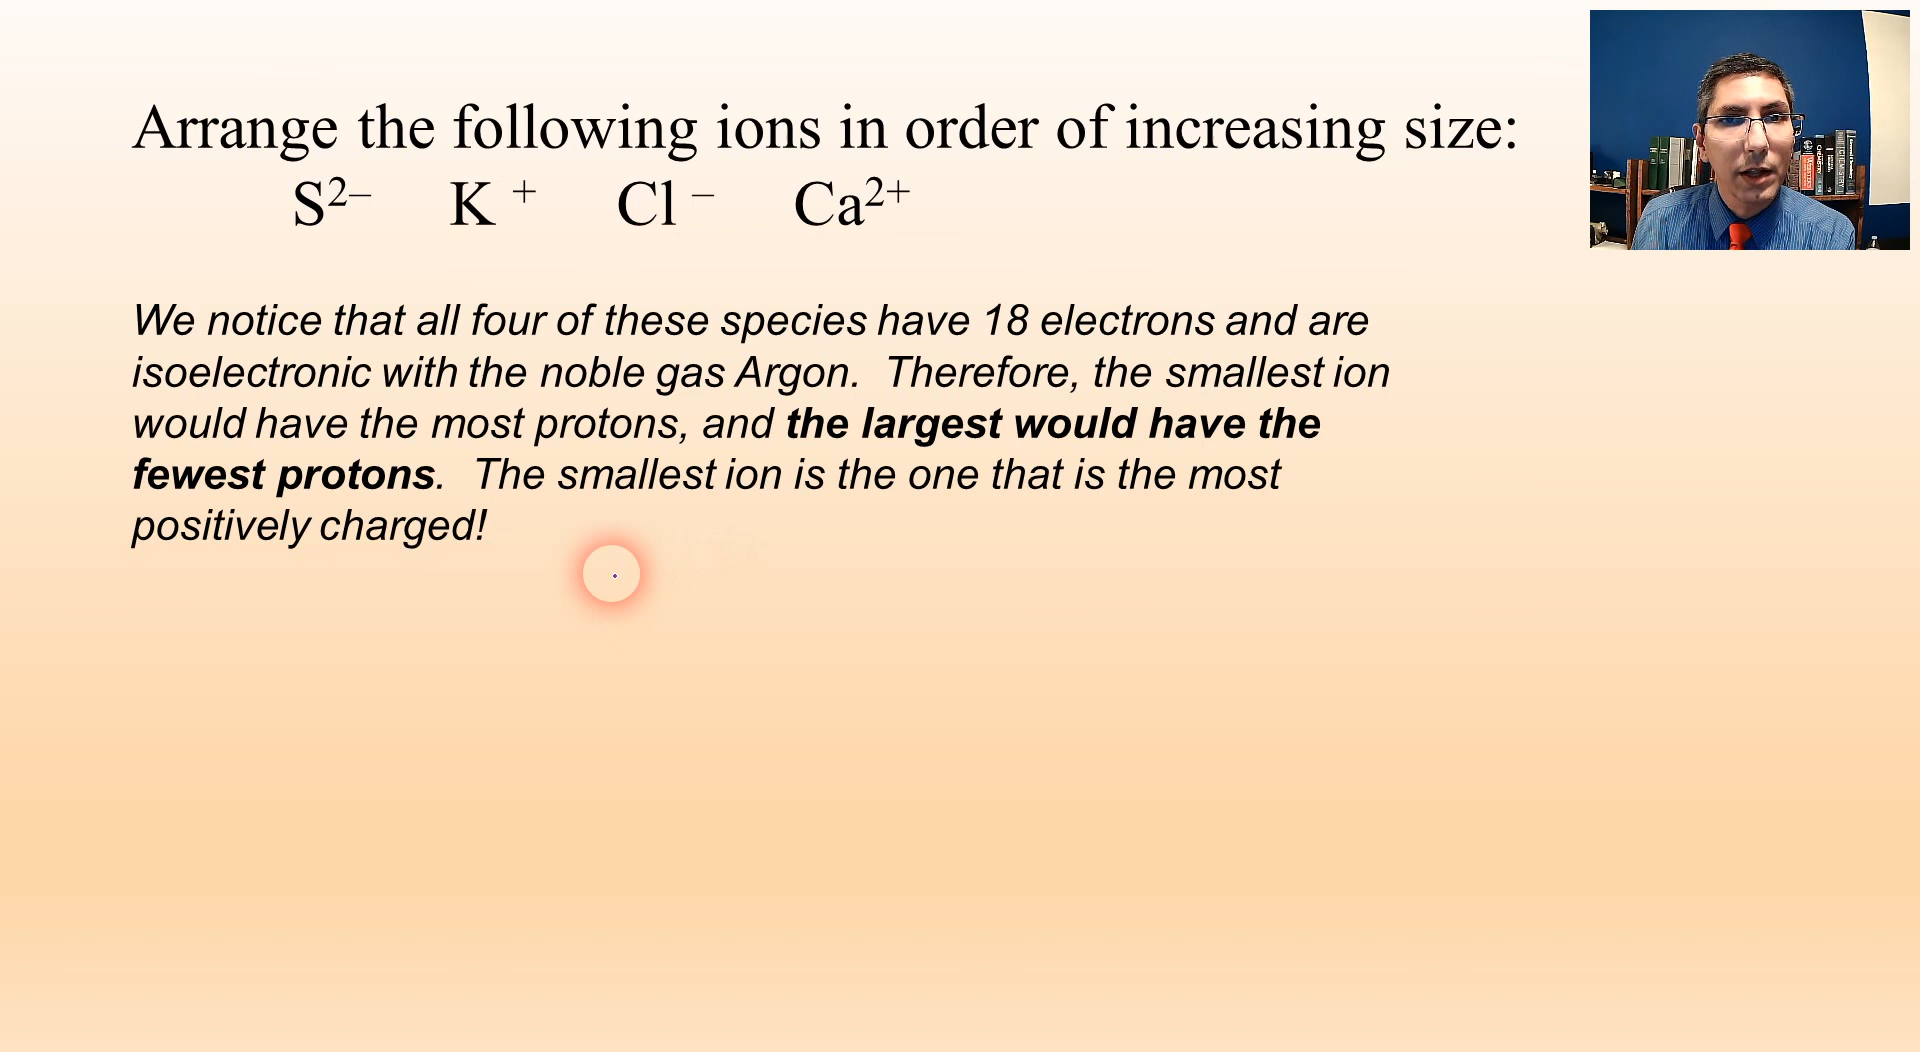 Arrange the following ions in order of increasing size:
S²⁻ K ⁺ Cl ⁻ Ca²⁺
We notice that all four of these species have 18 electrons and are
isoelectronic with the noble gas Argon. Therefore, the smallest ion
would have the most protons, and the largest would have the
fewest protons. The smallest ion is the one that is the most
positively charged!